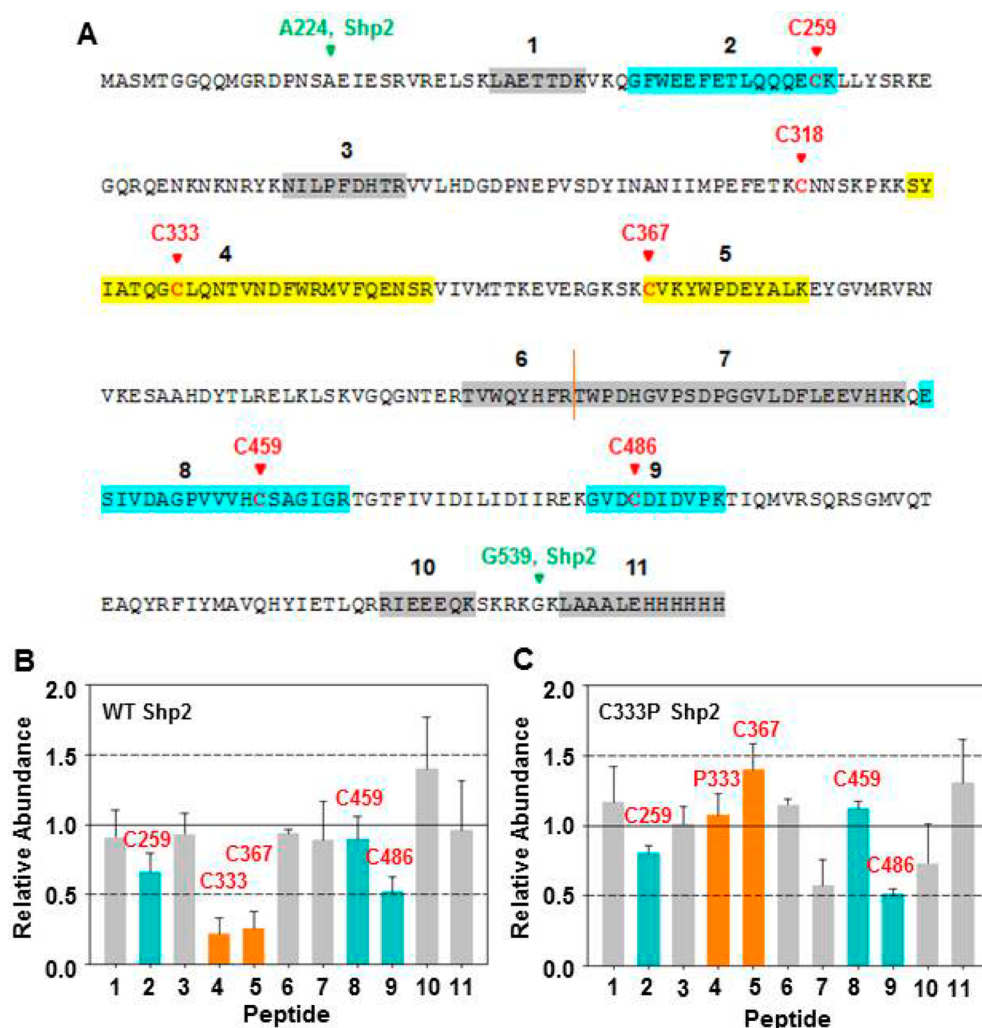 A
A224, Shp2
1
2
C259
MASMTGGQQMGRDPNSAEIESRVRELSKLAETTDKVKQGFWEEFETLQQQECKLLYSRKE
3
C318
GQRQENKNKNRYKNILPFDHTRVVLHDGDPNEPVSDYINANIIMPEFETKCNNSKPKKSY
C333
4
C367
5
IATQGCLQNTVNDFWRMVFQENSRVIVMTTKEVERGKSKCVKYWPDEYALKEYGVMRVRN
6
7
VKESAAHDYTLRELKLSKVGQGNTERTVWQYHFRTWPDHGVPSDPGGVLDFLEEVHHKQE
8
C459
C486
9
SIVDAGPVVVHCSAGIGRTGTFIVIDILIDIIREKGVDCDIDVPKTIQMVRSQRSGMVQT
10
G539, Shp2
11
EAQYRFIYMAVQHYIETLQRRIEEEQKSKRKGKLAAALEHHHHHH
B
WT Shp2
Relative Abundance
2.0
1.5
1.0
0.5
0.0
C259
C333
C367
C459
C486
1 2 3 4 5 6 7 8 9 10 11
Peptide
C
C333P Shp2
Relative Abundance
2.0
1.5
1.0
0.5
0.0
C259
P333
C367
C459
C486
1 2 3 4 5 6 7 8 9 10 11
Peptide